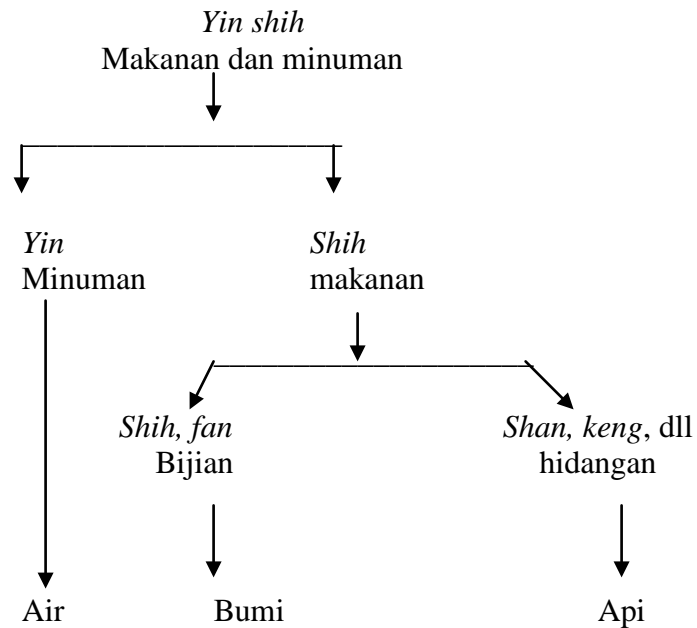 Yin shih
Makanan dan minuman
Yin
Minuman
Shih
makanan
Shih, fan
Bijian
Shan, keng, dll
hidangan
Air
Bumi
Api